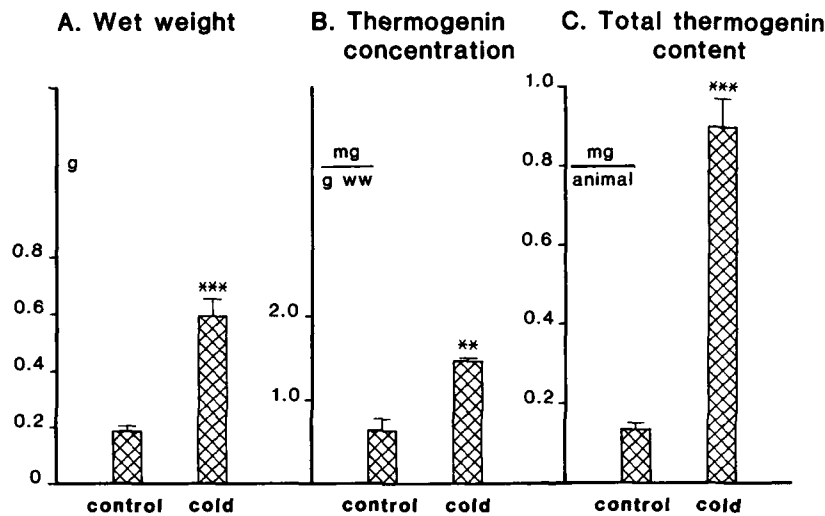 A. Wet weight
g
0.8
0.6
0.4
0.2
0
control cold
***
B. Thermogenin
concentration
mg
g ww
2.0
1.0
control cold
**
C. Total thermogenin
content
1.0
mg
animal
0.8
0.6
0.4
0.2
control cold
***